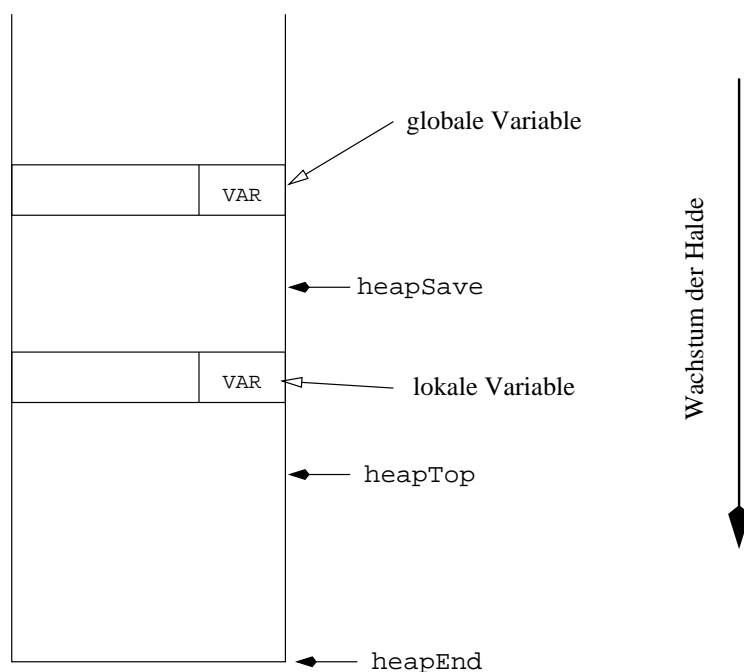 globale Variable
VAR
heapSave
VAR
lokale Variable
heapTop
heapEnd
Wachstum der Halde